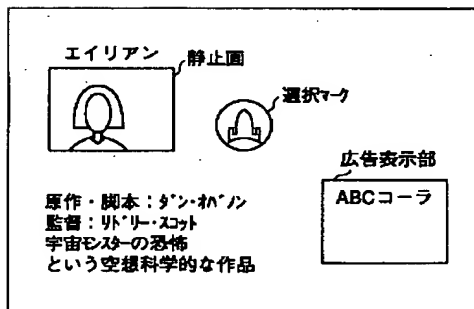 エイリアン
静止画
選択マーク
広告表示部
ABCコーラ
原作・脚本：ダン・オバノン
監督：リドリー・スコット
宇宙モンスターの恐怖
という空想科学的な作品